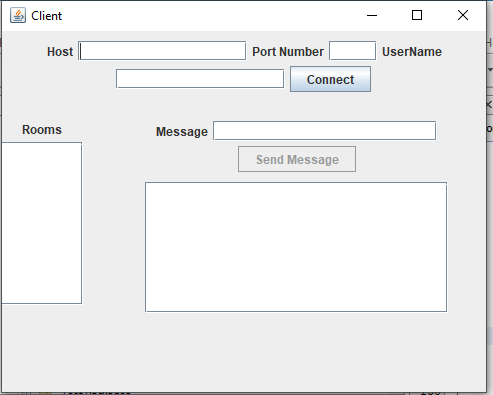 Client
Host Port Number UserName
Connect
Rooms
Message
Send Message